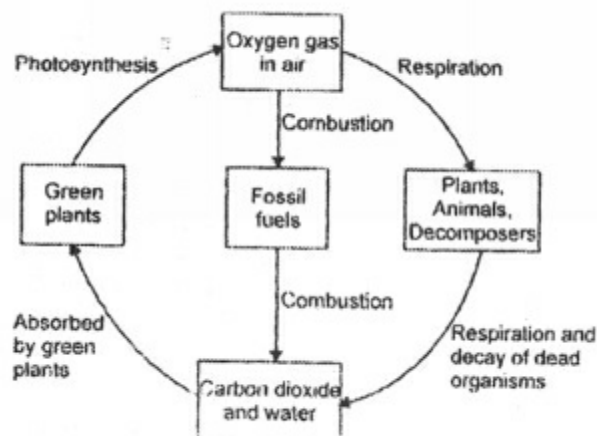 Oxygen gas
in air
Photosynthesis
Respiration
Combustion
Green
plants
Fossil
fuels
Plants,
Animals,
Decomposers
Combustion
Absorbed
by green
plants
Respiration and
decay of dead
organisms
Carbon dioxide
and water